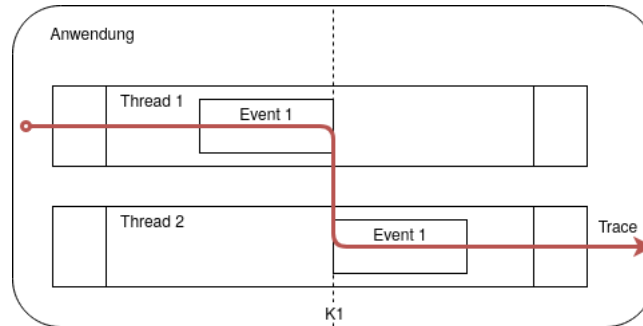 Anwendung
Thread 1
Event 1
Thread 2
Event 1
Trace
K1